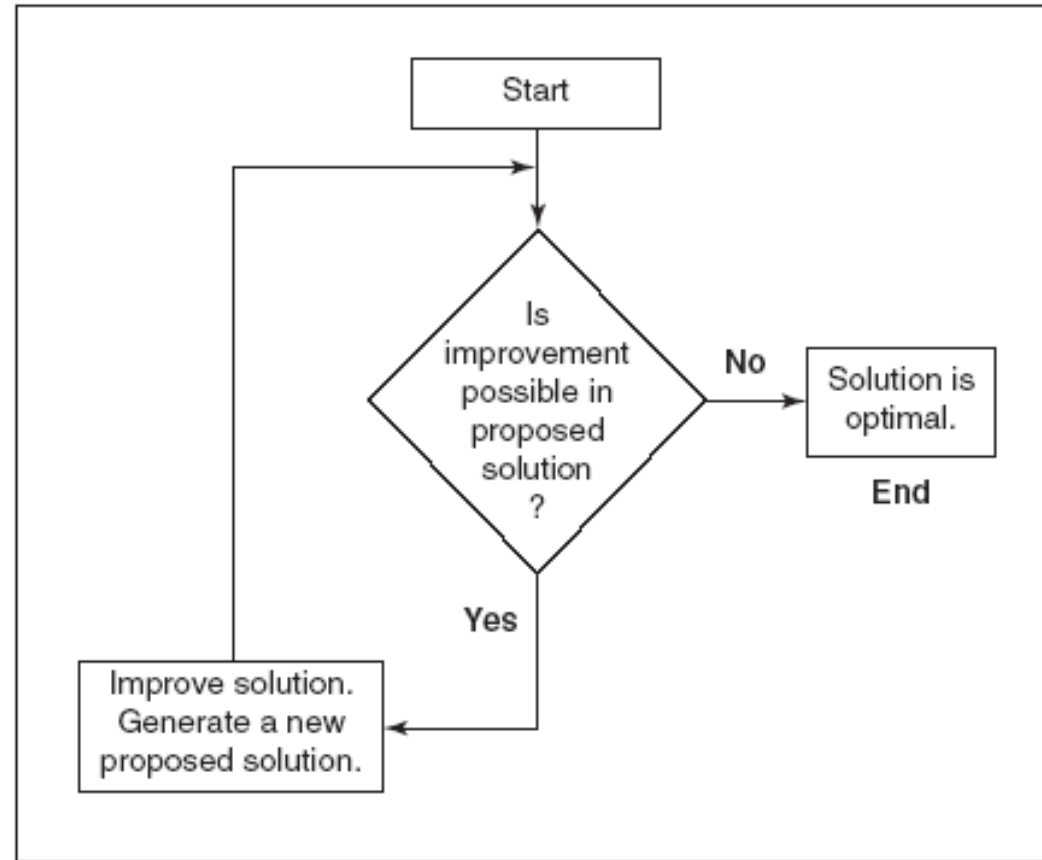 Start
Is
improvement
possible in
proposed
solution
?
No
Solution is
optimal.
End
Yes
Improve solution.
Generate a new
proposed solution.